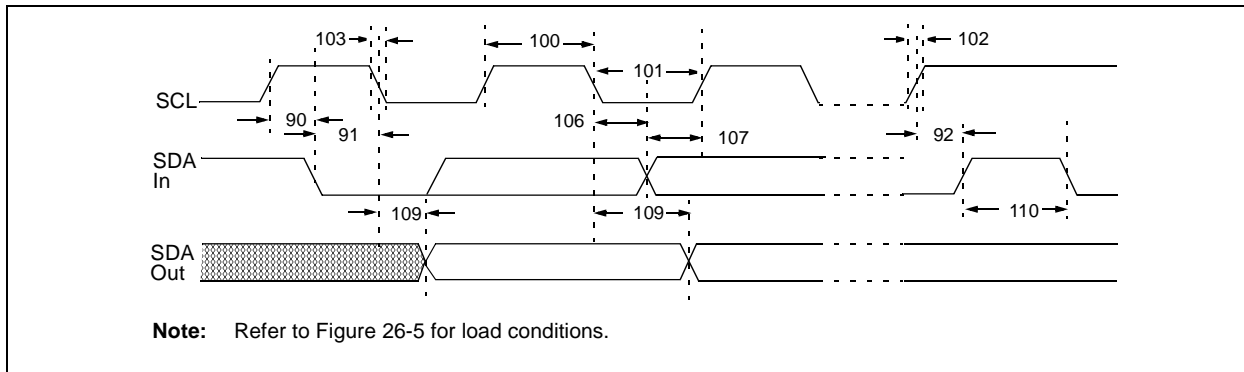 103
100
102
101
SCL
90
91
106
107
92
SDA
In
109
109
110
SDA
Out
Note: Refer to Figure 26-5 for load conditions.